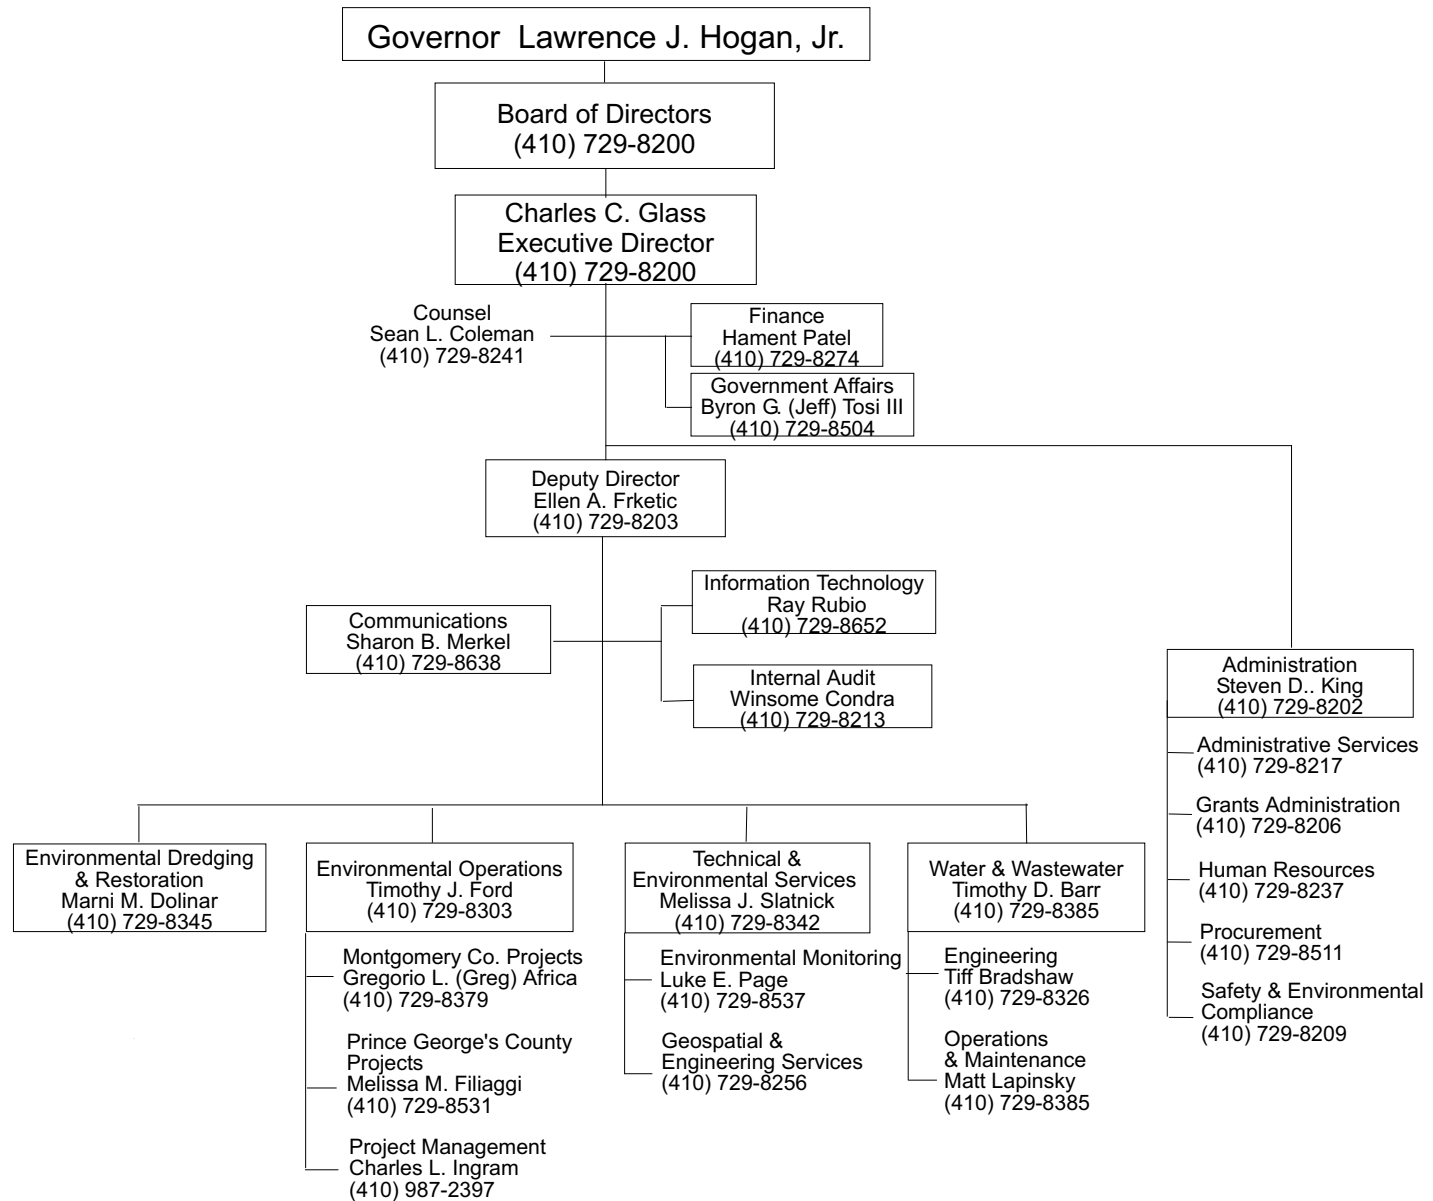 Governor  Lawrence J. Hogan, Jr.
Board of Directors
(410) 729-8200
Charles C. Glass
Executive Director
(410) 729-8200
Counsel
Sean L. Coleman
(410) 729-8241
Finance
Hament Patel
(410) 729-8274
Government Affairs
Byron G. (Jeff) Tosi III
(410) 729-8504
Deputy Director
Ellen A. Frketic
(410) 729-8203
Communications
Sharon B. Merkel
(410) 729-8638
Information Technology
Ray Rubio
(410) 729-8652
Internal Audit
Winsome Condra
(410) 729-8213
Administration
Steven D.. King
(410) 729-8202
Administrative Services
(410) 729-8217
Grants Administration
(410) 729-8206
Human Resources
(410) 729-8237
Procurement
(410) 729-8511
Safety & Environmental
Compliance
(410) 729-8209
Environmental Dredging
& Restoration
Marni M. Dolinar
(410) 729-8345
Environmental Operations
Timothy J. Ford
(410) 729-8303
Montgomery Co. Projects
Gregorio L. (Greg) Africa
(410) 729-8379
Prince George's County
Projects
Melissa M. Filiaggi
(410) 729-8531
Project Management
Charles L. Ingram
(410) 987-2397
Technical &
Environmental Services
Melissa J. Slatnick
(410) 729-8342
Environmental Monitoring
Luke E. Page
(410) 729-8537
Geospatial &
Engineering Services
(410) 729-8256
Water & Wastewater
Timothy D. Barr
(410) 729-8385
Engineering
Tiff Bradshaw
(410) 729-8326
Operations
& Maintenance
Matt Lapinsky
(410) 729-8385